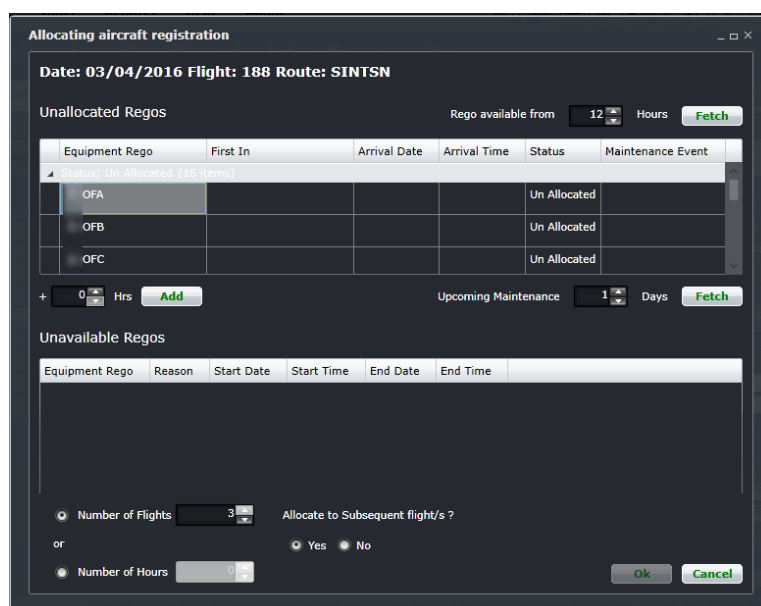 Allocating aircraft registration
Date: 03/04/2016 Flight: 188 Route: SINTSN
Unallocated Regos Rego available from 12 Hours Fetch
Equipment Rego First In Arrival Date Arrival Time Status Maintenance Event
Status: Un Allocated (16 items)
OFA Un Allocated
OFB Un Allocated
OFC Un Allocated
+ 0 Hrs Add Upcoming Maintenance 1 Days Fetch
Unavailable Regos
Equipment Rego Reason Start Date Start Time End Date End Time
Number of Flights 3 Allocate to Subsequent flight/s ?
or Yes No
Number of Hours 0 Ok Cancel